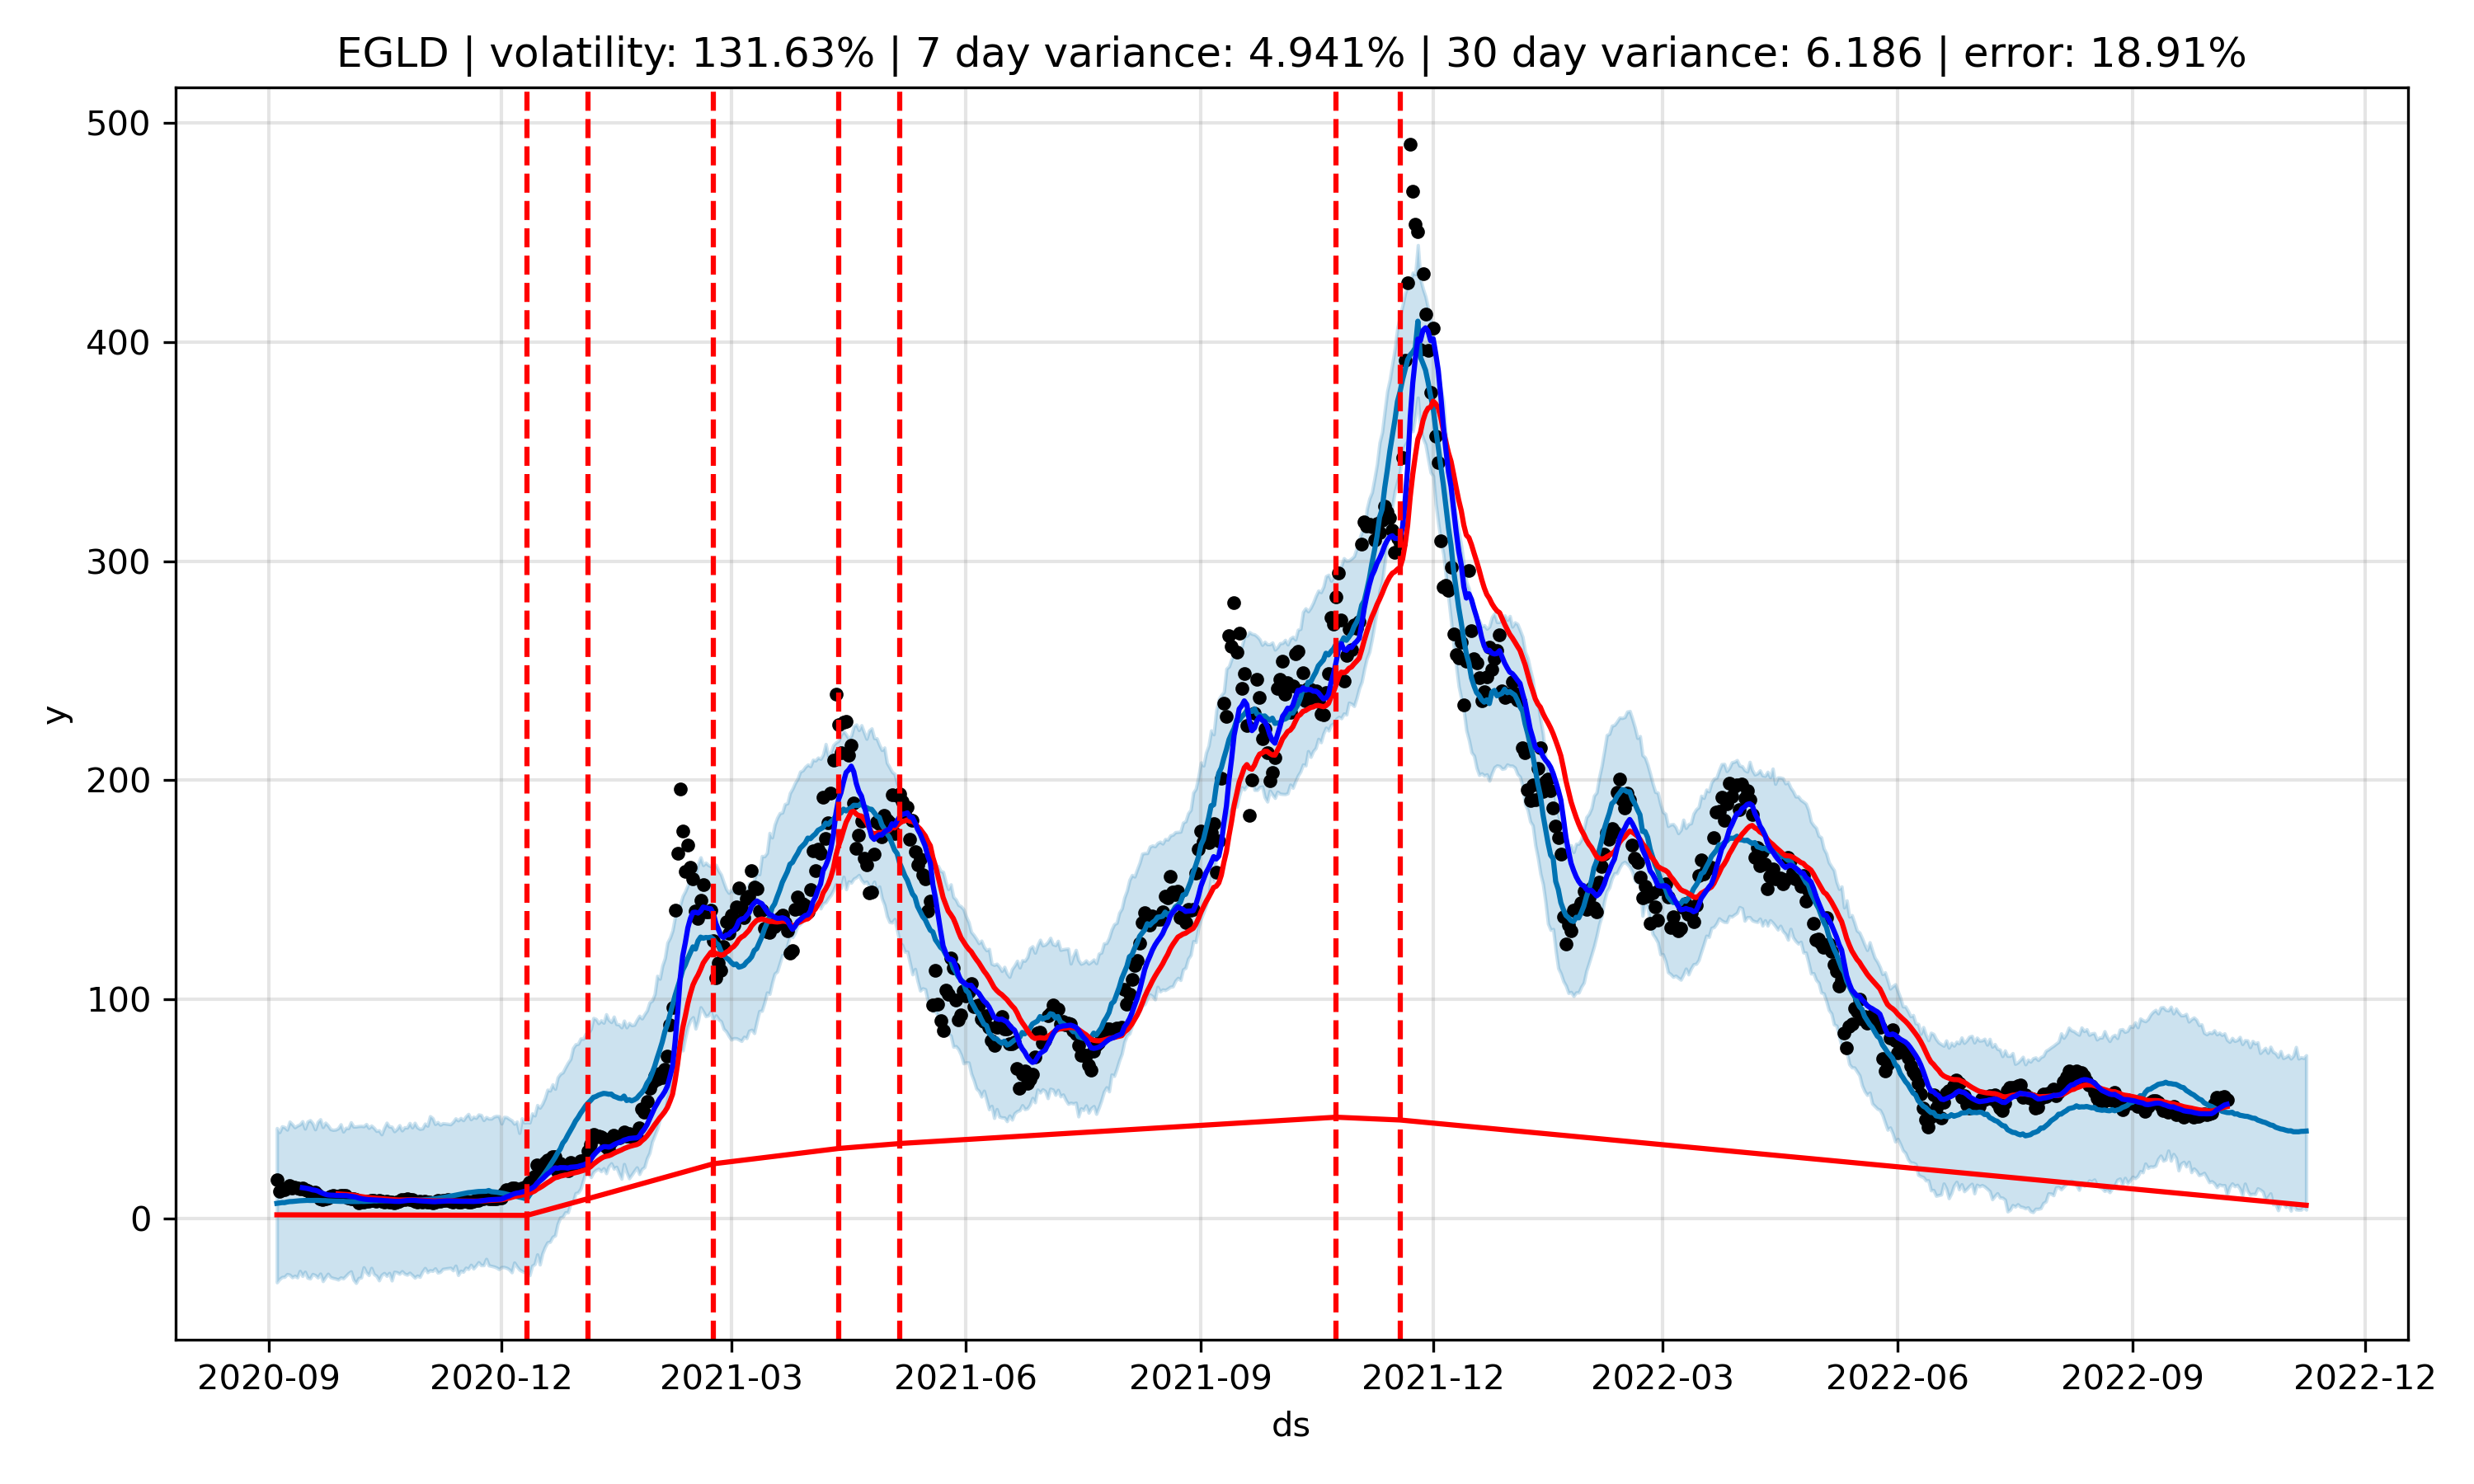 EGLD | volatility: 131.63% | 7 day variance: 4.941% | 30 day variance: 6.186 | error: 18.91%
500
400
300
200
100
0
y
2020-09 2020-12 2021-03 2021-06 2021-09 2021-12 2022-03 2022-06 2022-09 2022-12
ds